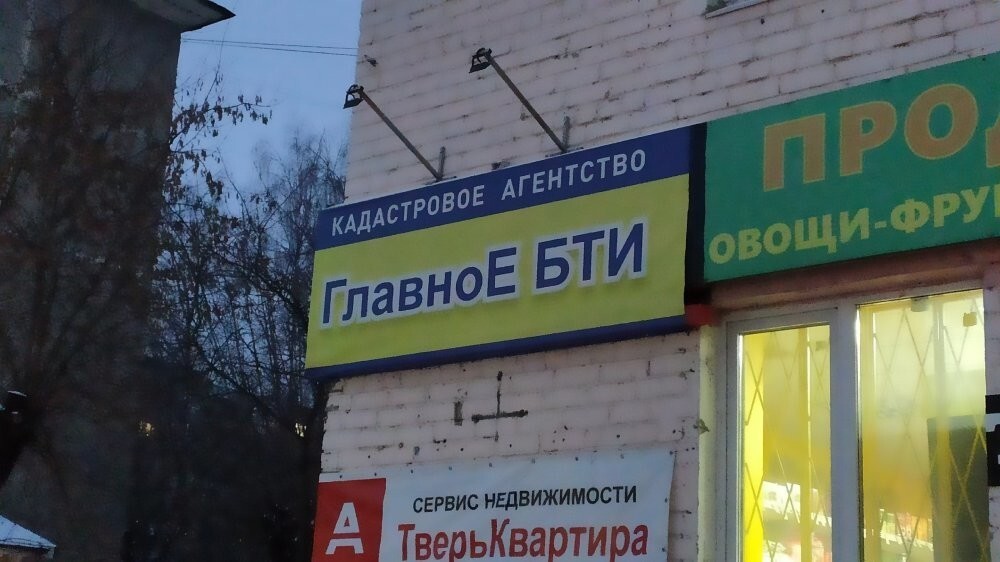 КАДАСТРОВОЕ АГЕНТСТВО
ГлавноЕ БТИ
ОВОЩИ-ФРУ
А
СЕРВИС НЕДВИЖИМОСТИ
ТверьКвартира